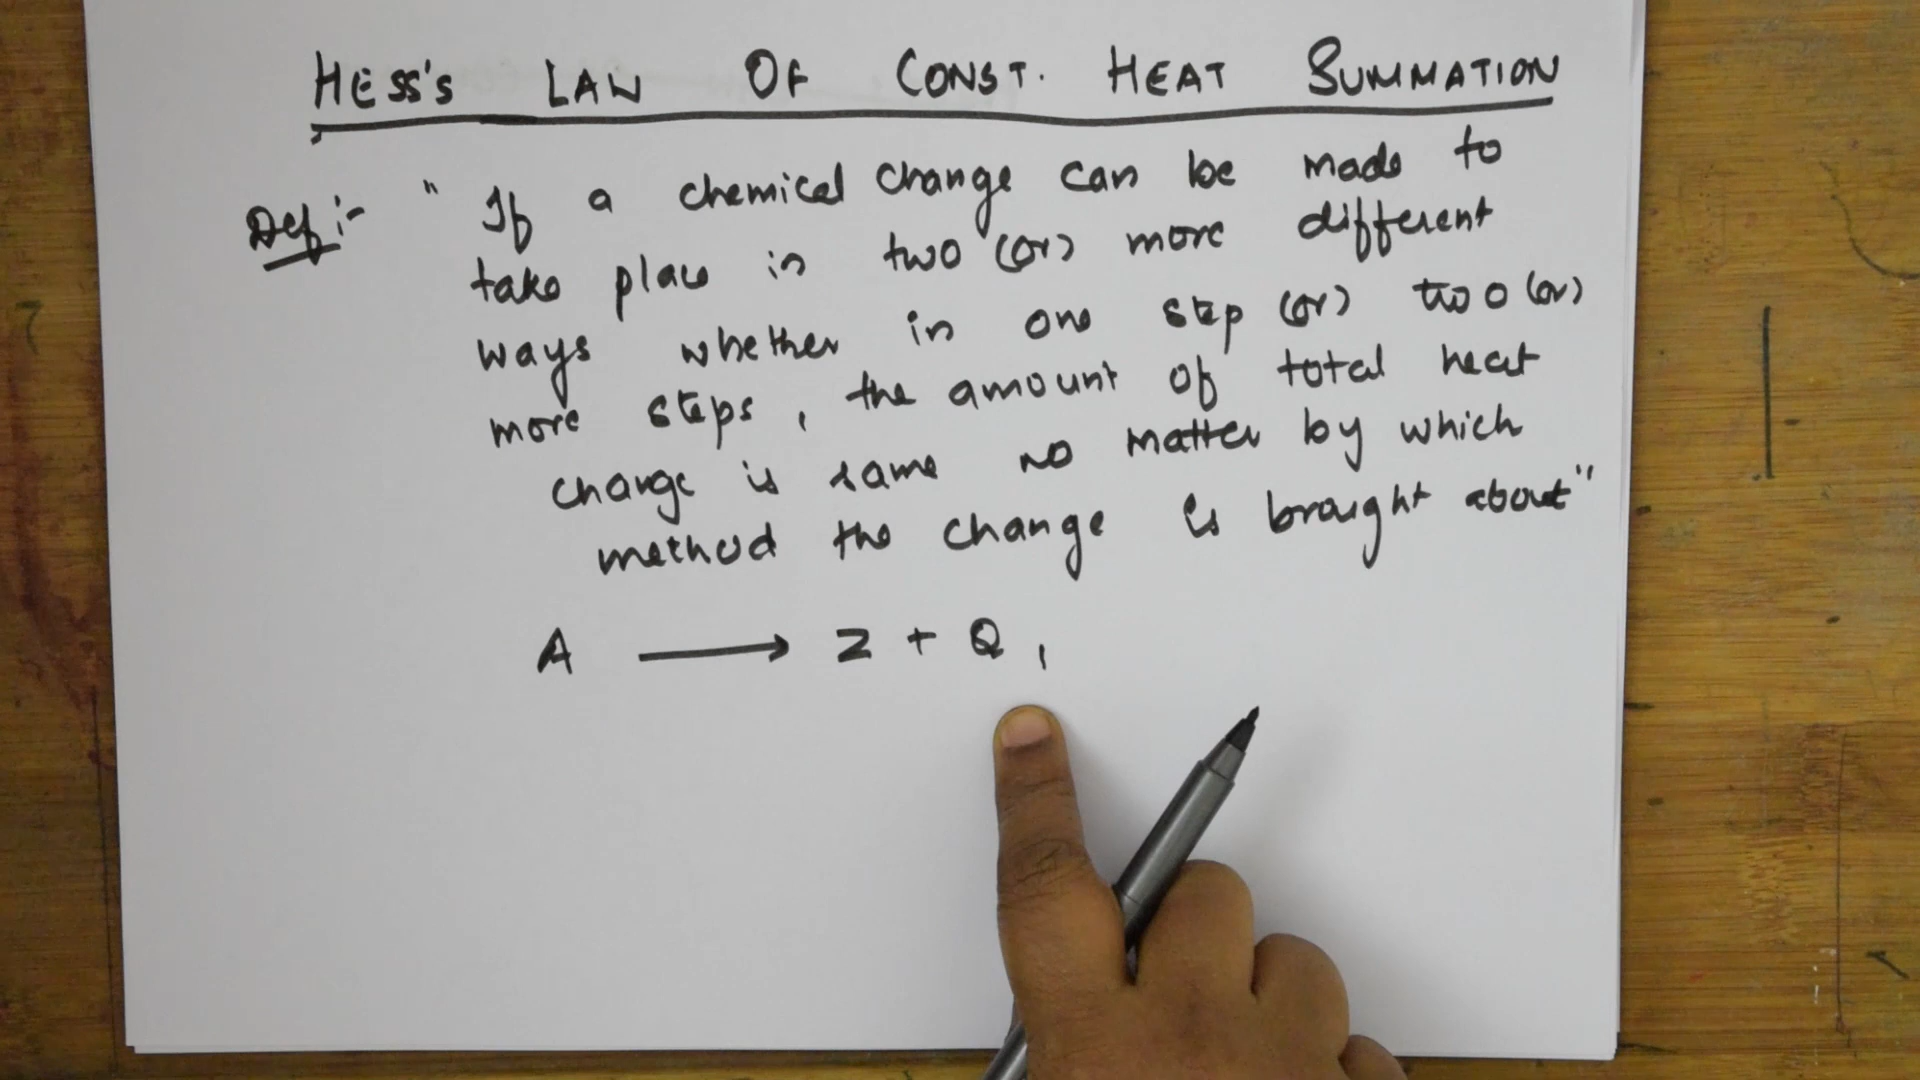 HESS'S LAW OF CONST. HEAT SUMMATION
Def:- " If a chemical change can be made to
take place in two (or) more different
ways whether in one step (or) two (or)
more steps, the amount of total heat
change is same no matter by which
method the change is brought about"
A ⟶ Z + Q₁